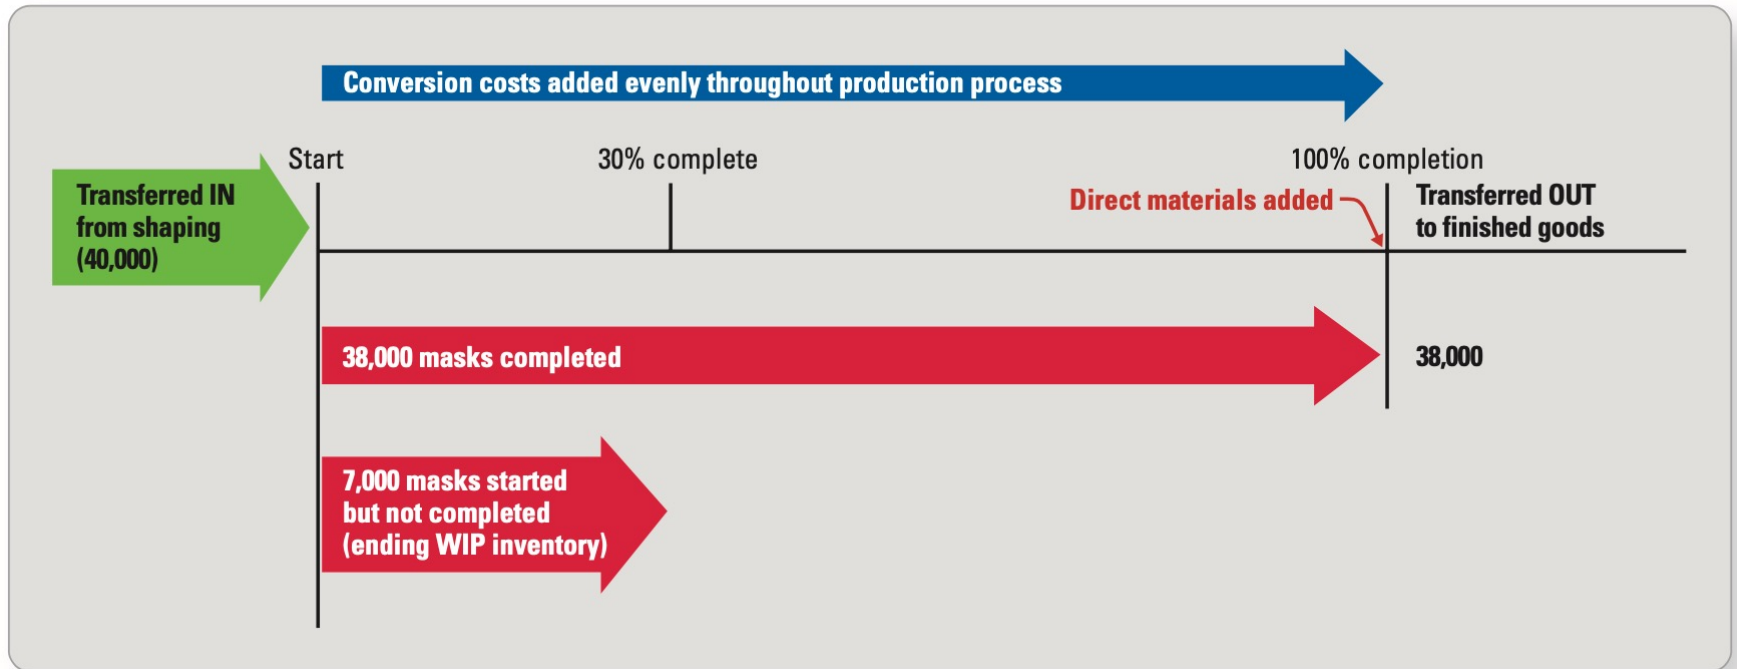 Conversion costs added evenly throughout production process
Start
30% complete
100% completion
Transferred IN
from shaping
(40,000)
Direct materials added
Transferred OUT
to finished goods
38,000 masks completed
38,000
7,000 masks started
but not completed
(ending WIP inventory)